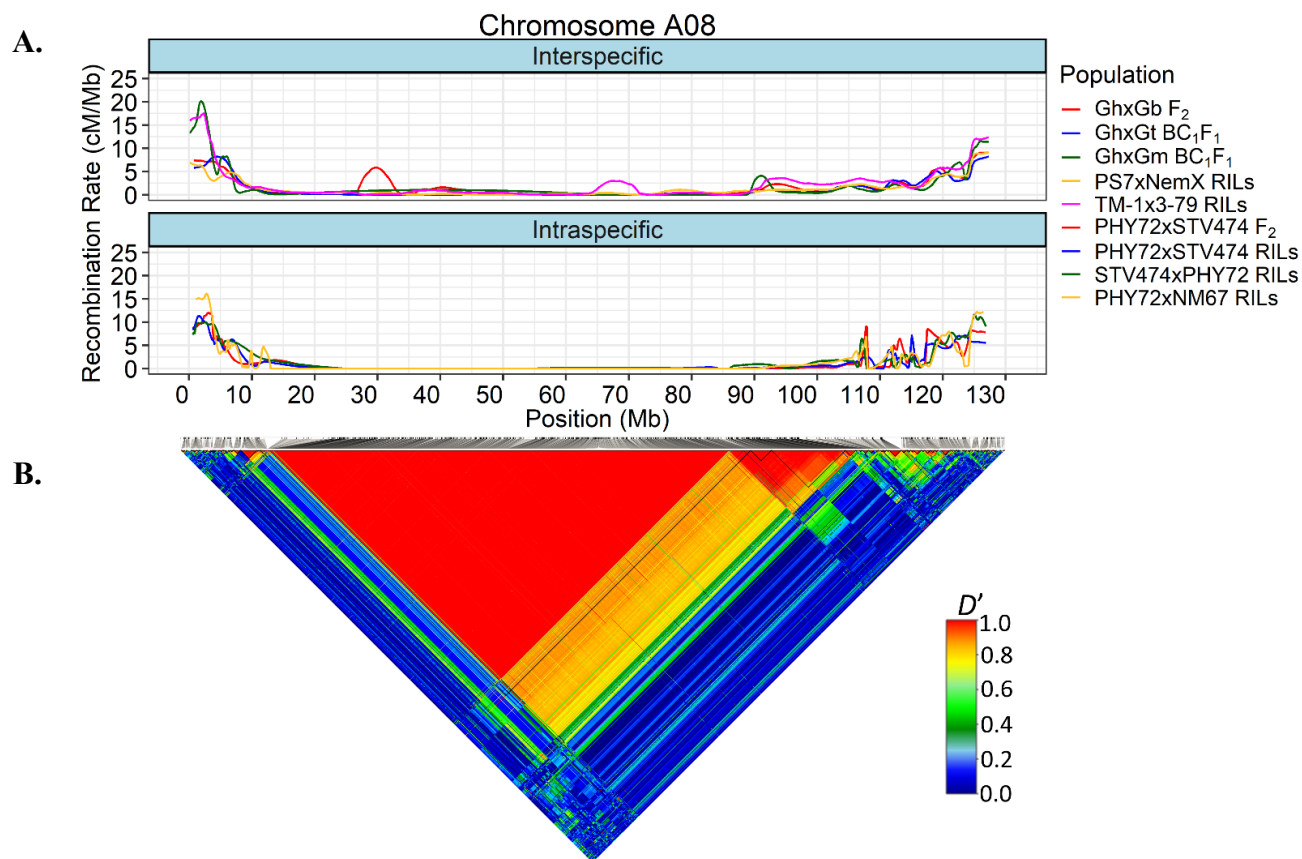 Chromosome A08
A.
Interspecific
25
20
15
10
5
0
Recombination Rate (cM/Mb)
Intraspecific
25
20
15
10
5
0
0 10 20 30 40 50 60 70 80 90 100 110 120 130
Position (Mb)
Population
GhxGb F₂
GhxGt BC₁F₁
GhxGm BC₁F₁
PS7xNemX RILs
TM-1x3-79 RILs
PHY72xSTV474 F₂
PHY72xSTV474 RILs
STV474xPHY72 RILs
PHY72xNM67 RILs
B.
D'
1.0
0.8
0.6
0.4
0.2
0.0